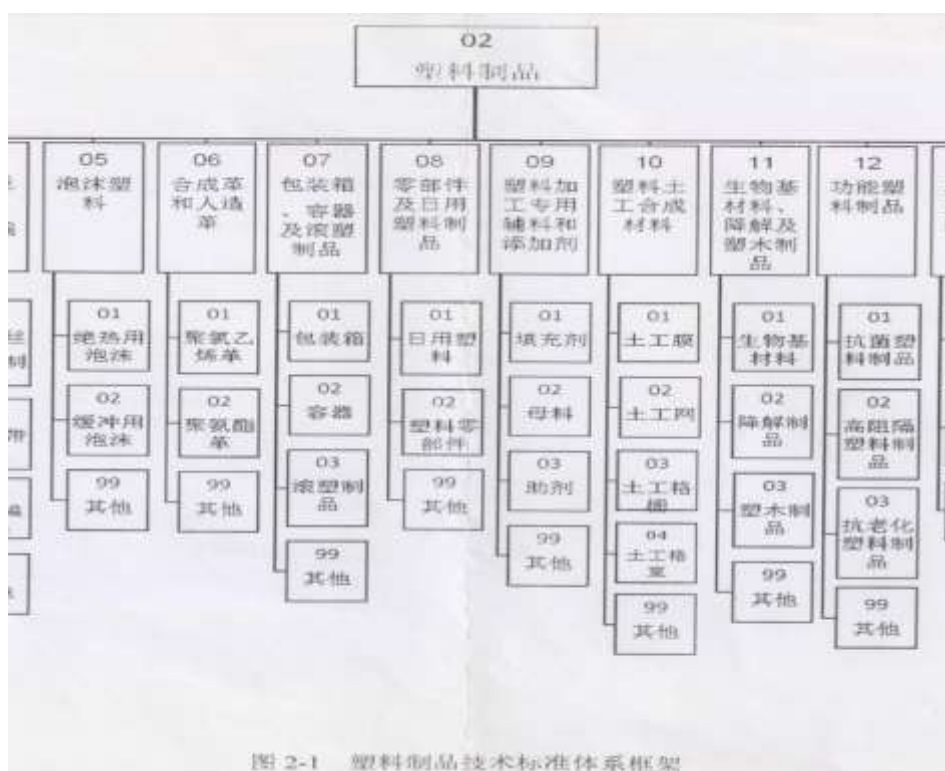 02
塑料制品
05
泡沫塑
料
06
合成革
和人造
革
07
包装箱
、容器
及滚塑
制品
08
零部件
及日用
塑料制
品
09
塑料加
工专用
辅料和
添加剂
10
塑料土
工合成
材料
11
生物基
材料、
降解及
塑木制
品
12
功能塑
料制品
01
绝热用
泡沫
02
缓冲用
泡沫
99
其他
01
聚氯乙
烯革
02
聚氨酯
革
99
其他
01
包装箱
02
容器
03
滚塑制
品
99
其他
01
日用塑
料
02
塑料零
部件
99
其他
01
填充剂
02
母料
03
助剂
99
其他
01
土工膜
02
土工网
03
土工格
栅
04
土工格
室
99
其他
01
生物基
材料
02
降解制
品
03
塑木制
品
99
其他
01
抗菌塑
料制品
02
高阻隔
塑料制
品
03
抗老化
塑料制
品
99
其他
丝
制
带
图 2-1 塑料制品技术标准体系框架